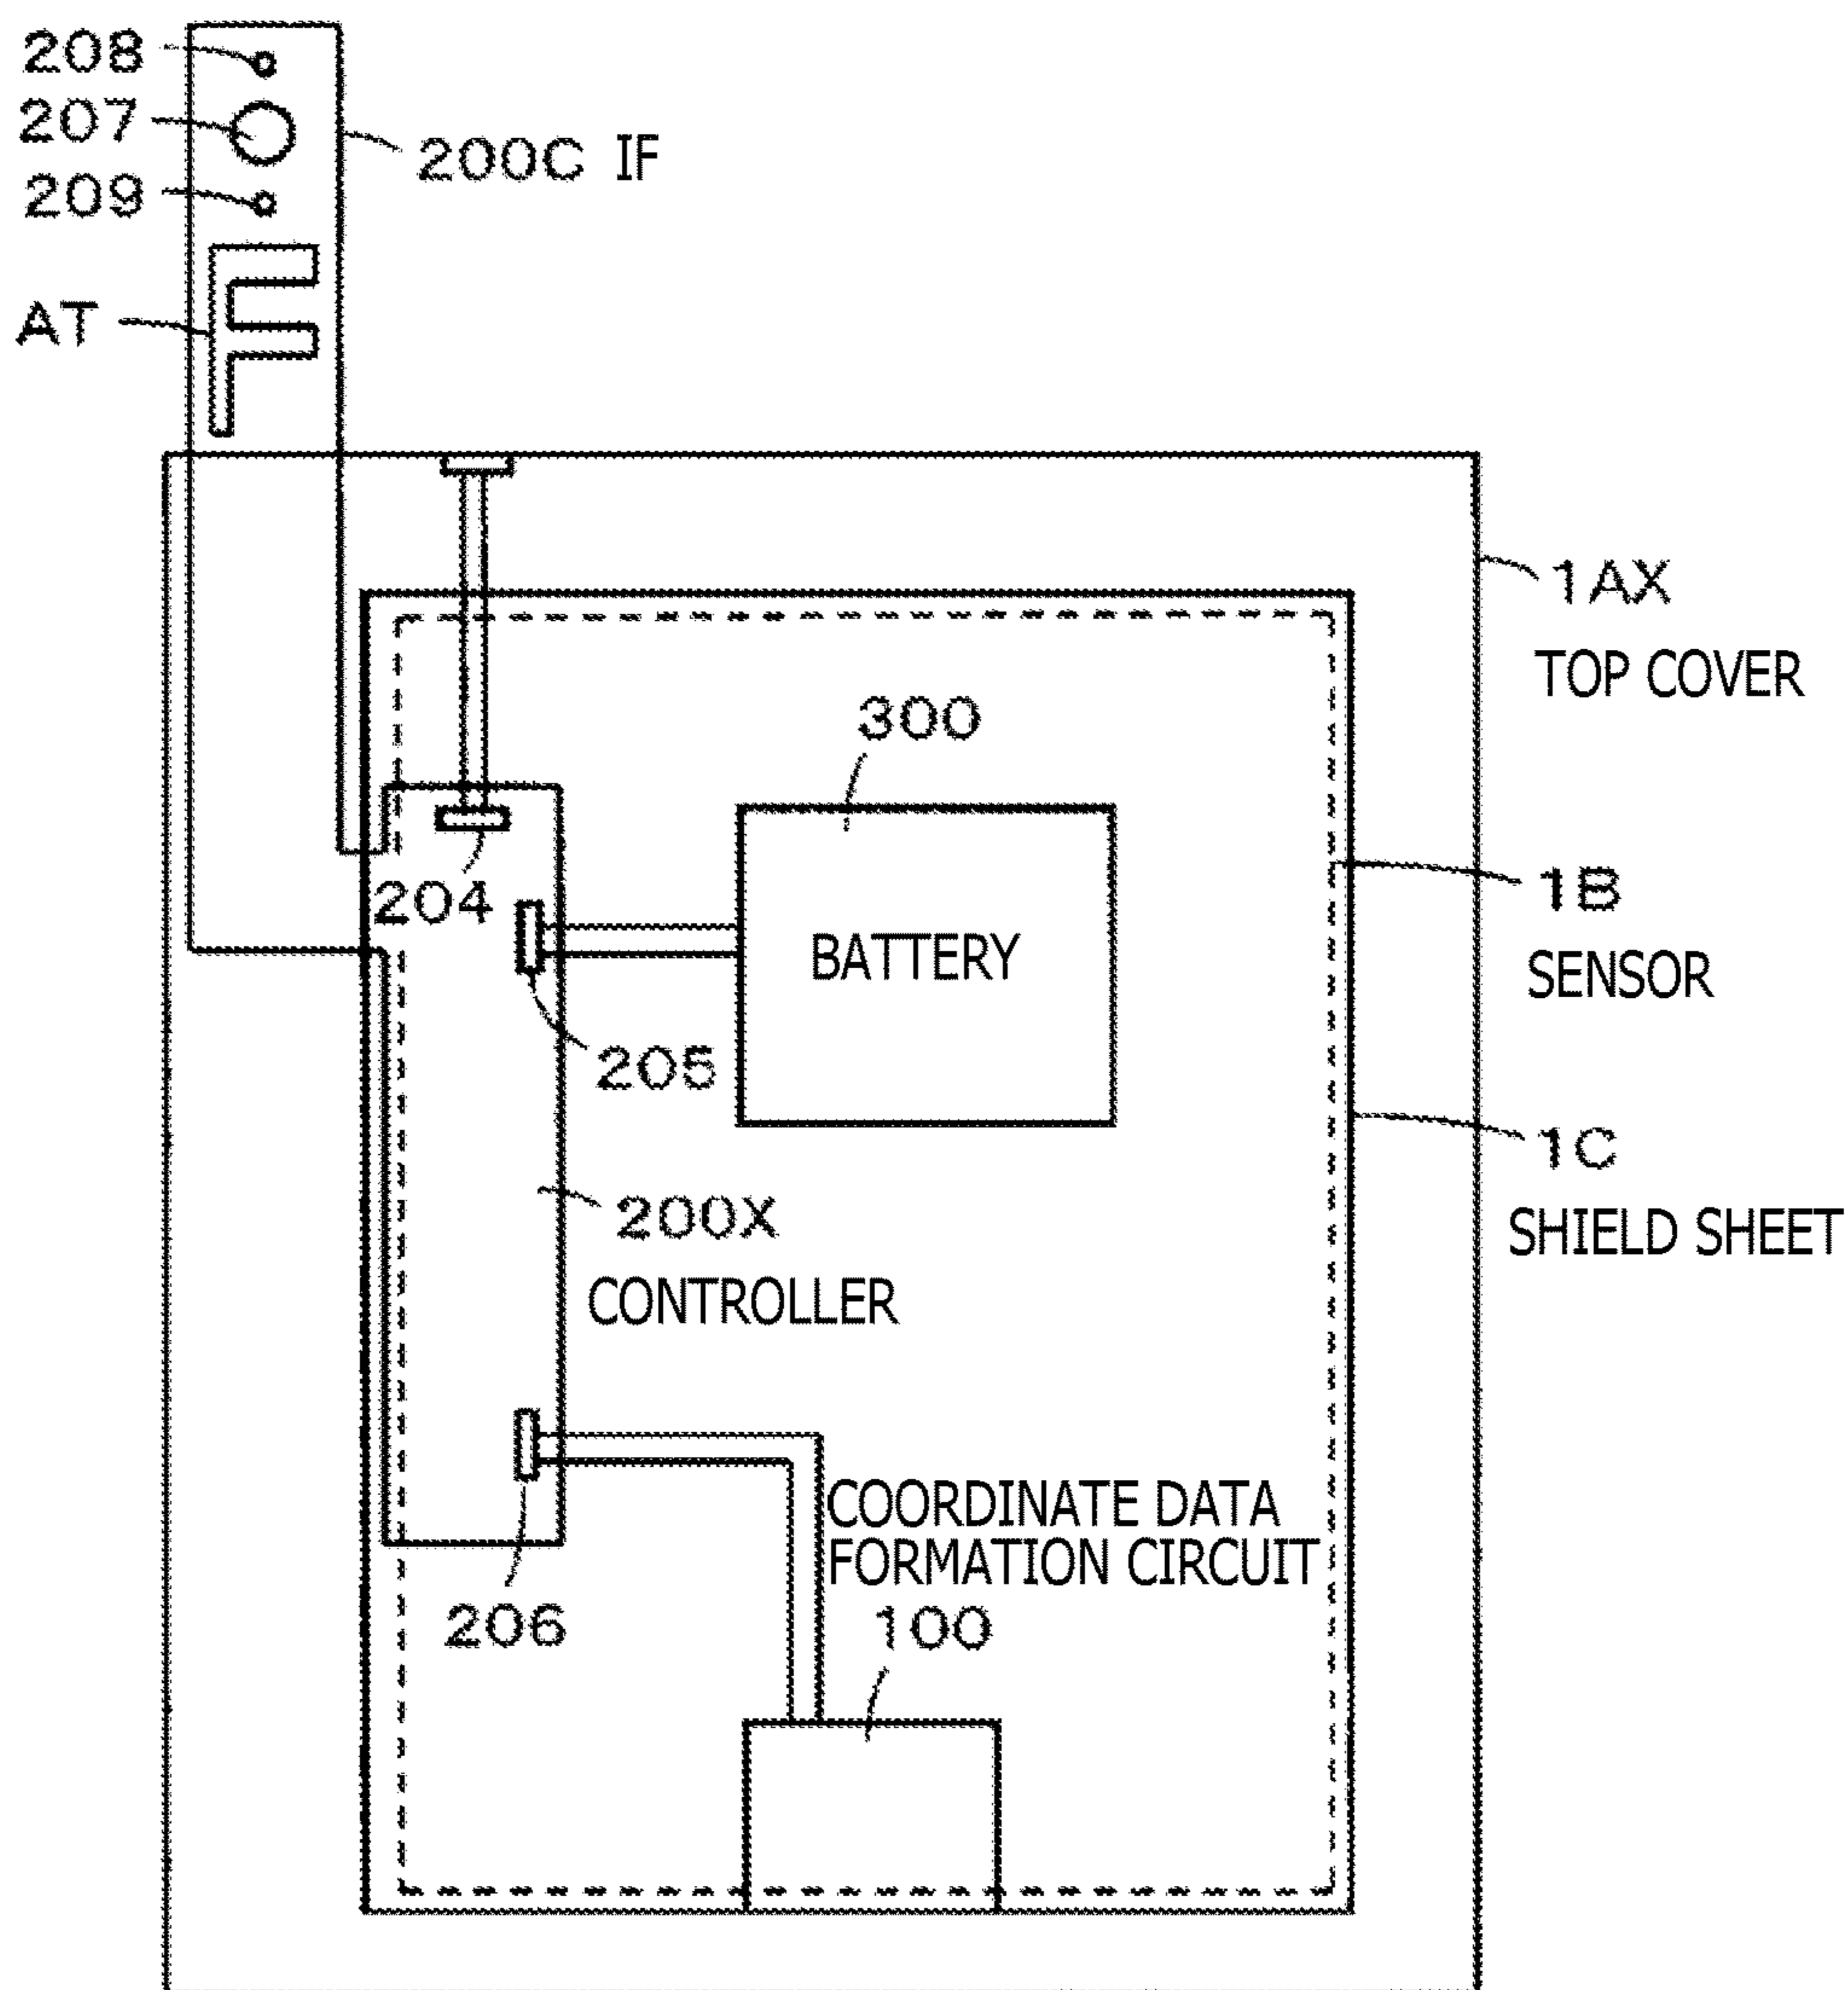 208
207
200C IF
209
AT
1AX
TOP COVER
300
204
1B
BATTERY
SENSOR
205
1C
200X
SHIELD SHEET
CONTROLLER
COORDINATE DATA
FORMATION CIRCUIT
206
100